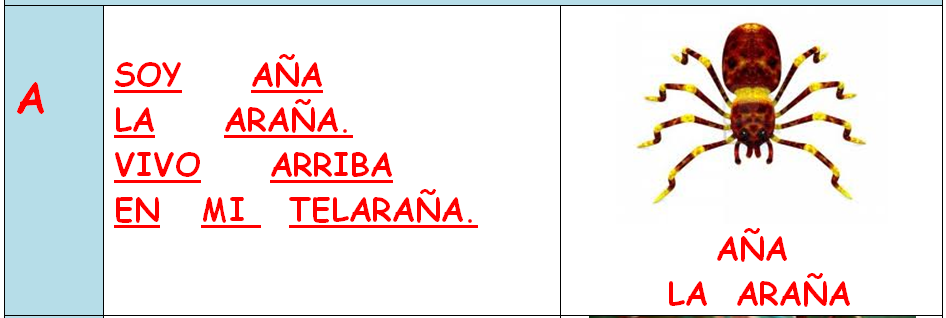 A
SOY AÑA
LA ARAÑA.
VIVO ARRIBA
EN MI TELARAÑA.
AÑA
LA ARAÑA